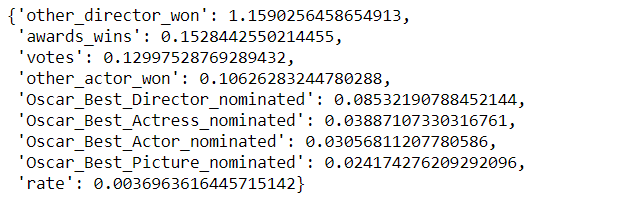 {'other_director_won': 1.1590256458654913,
'awards_wins': 0.1528442550214455,
'votes': 0.12997528769289432,
'other_actor_won': 0.10626283244780288,
'Oscar_Best_Director_nominated': 0.08532190788452144,
'Oscar_Best_Actress_nominated': 0.03887107330316761,
'Oscar_Best_Actor_nominated': 0.03056811207780586,
'Oscar_Best_Picture_nominated': 0.024174276209292096,
'rate': 0.0036963616445715142}